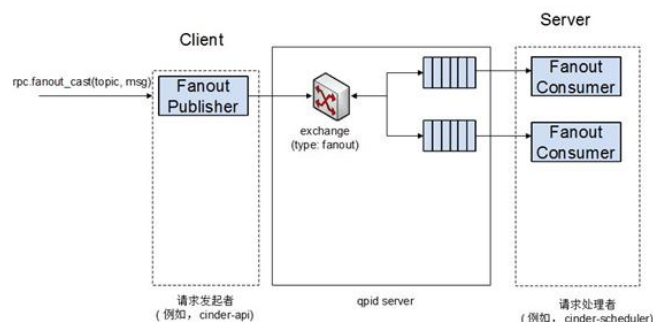 Client
Server
rpc.fanout_cast(topic, msg)
Fanout
Publisher
exchange
(type: fanout)
Fanout
Consumer
Fanout
Consumer
请求发起者
( 例如， cinder-api)
qpid server
请求处理者
( 例如， cinder-scheduler)